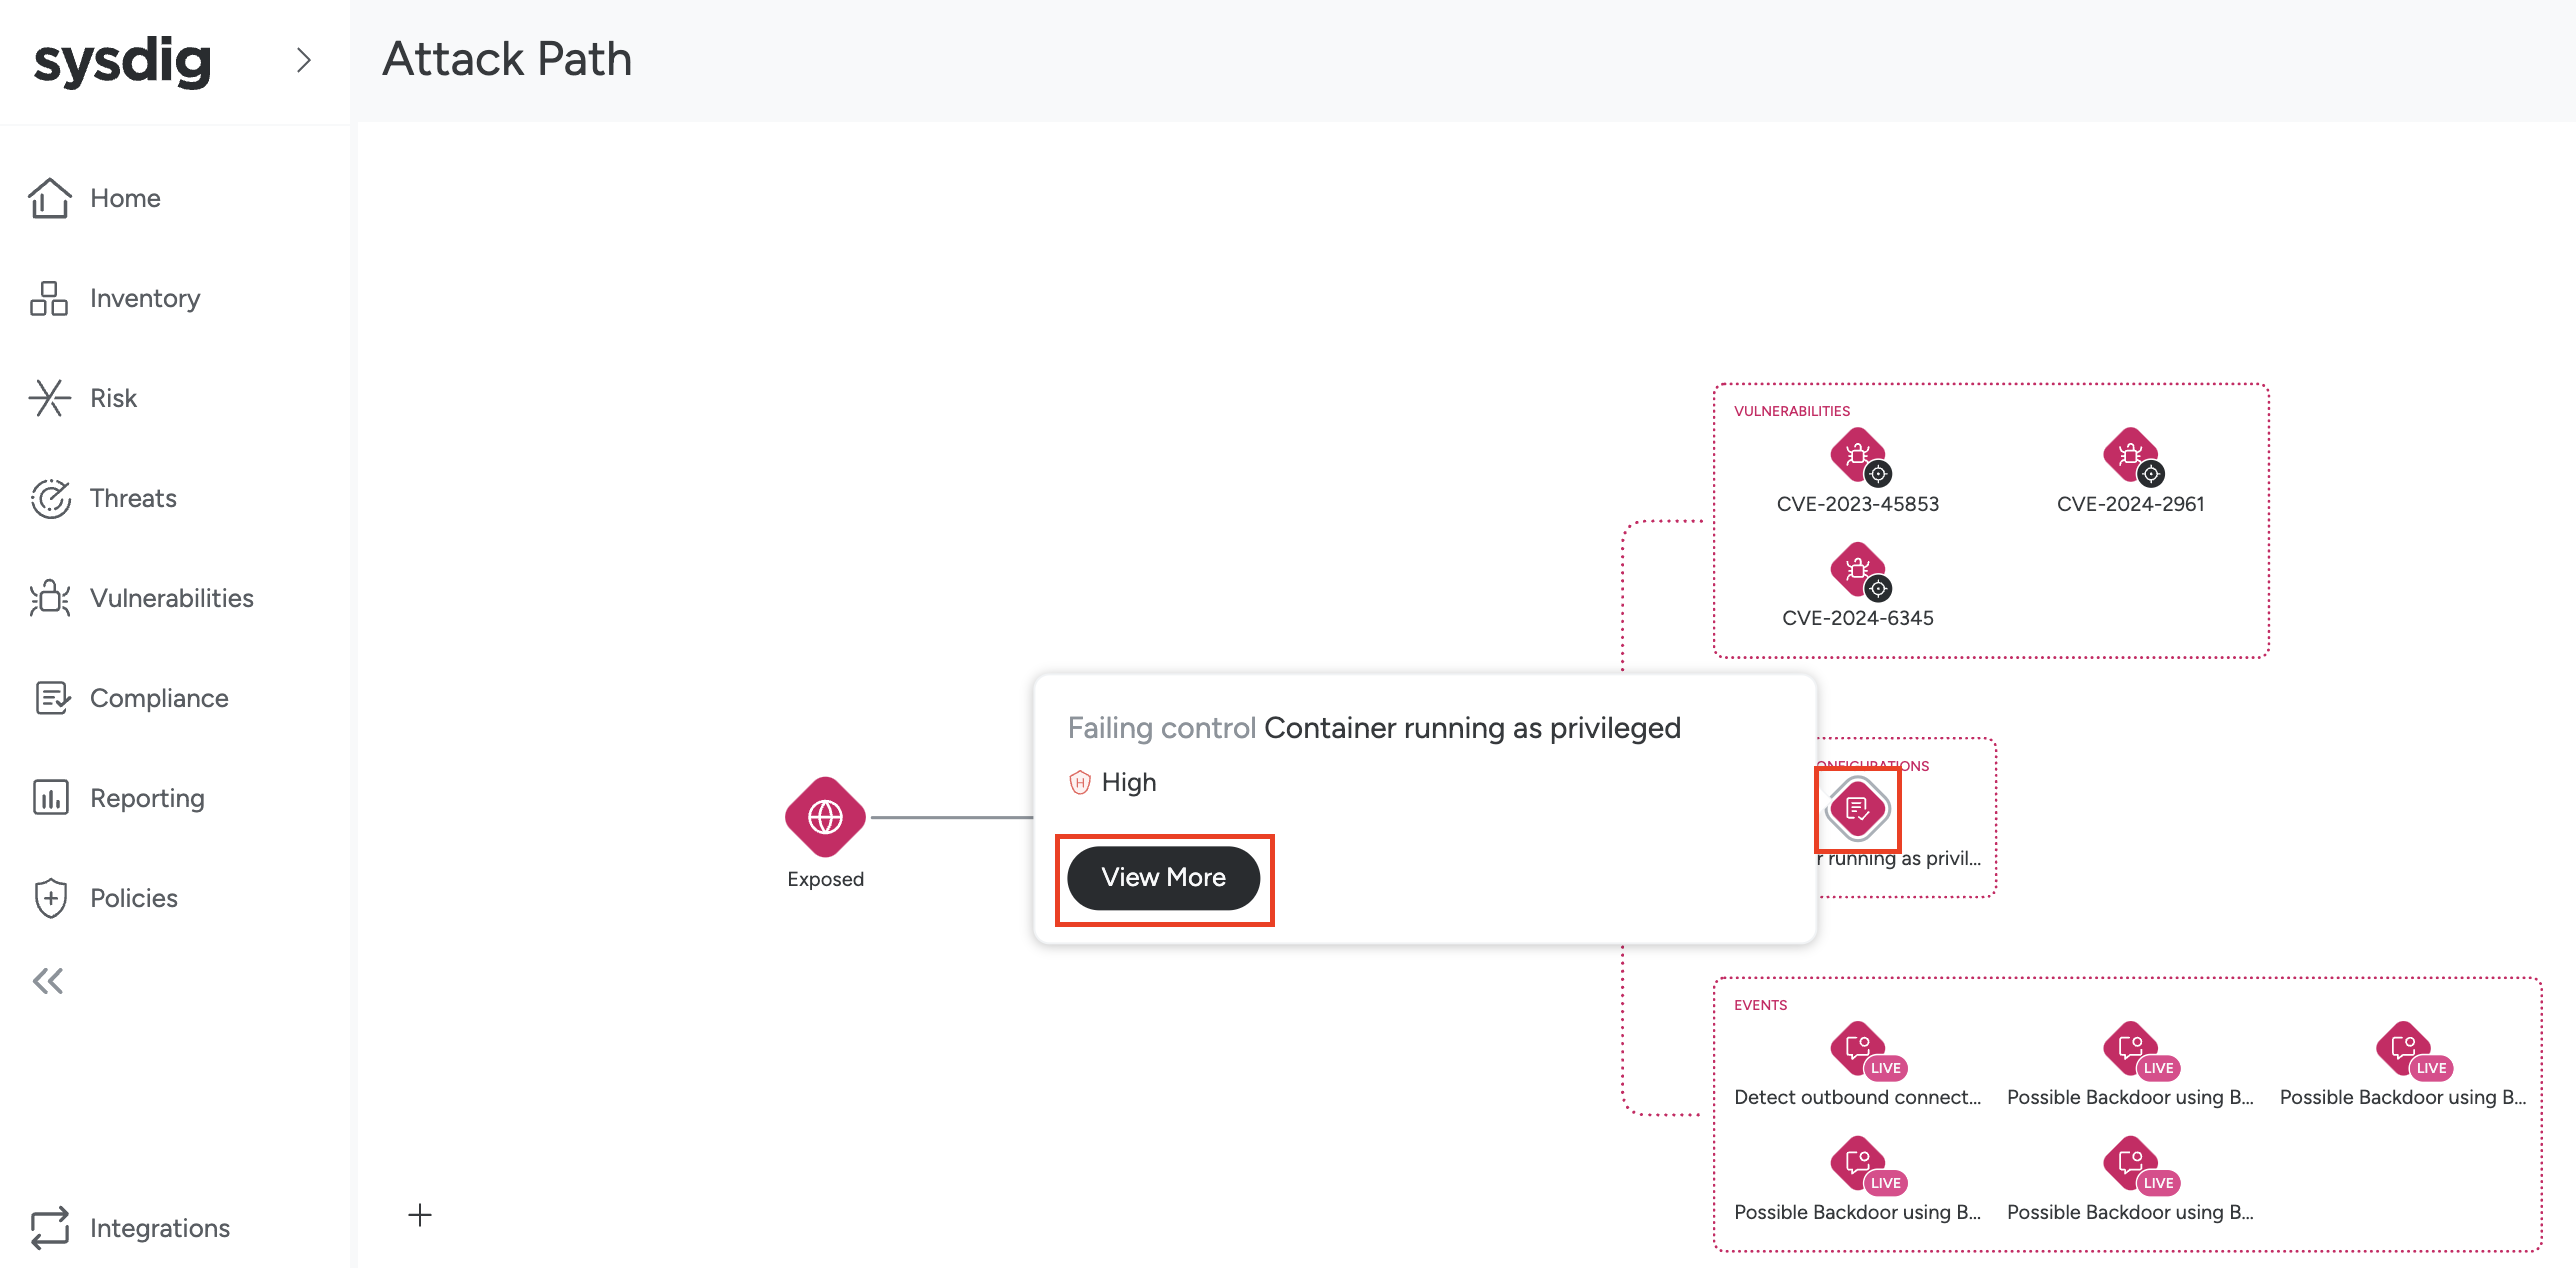 sysdig
Attack Path
Home
Inventory
Risk
Threats
Vulnerabilities
Compliance
Reporting
Policies
Integrations
VULNERABILITIES
CVE-2023-45853
CVE-2024-2961
CVE-2024-6345
Failing control Container running as privileged
H High
View More
Exposed
ONFIGURATIONS
r running as privil...
EVENTS
LIVE
LIVE
LIVE
Detect outbound connect...
Possible Backdoor using B...
Possible Backdoor using B...
LIVE
LIVE
Possible Backdoor using B...
Possible Backdoor using B...